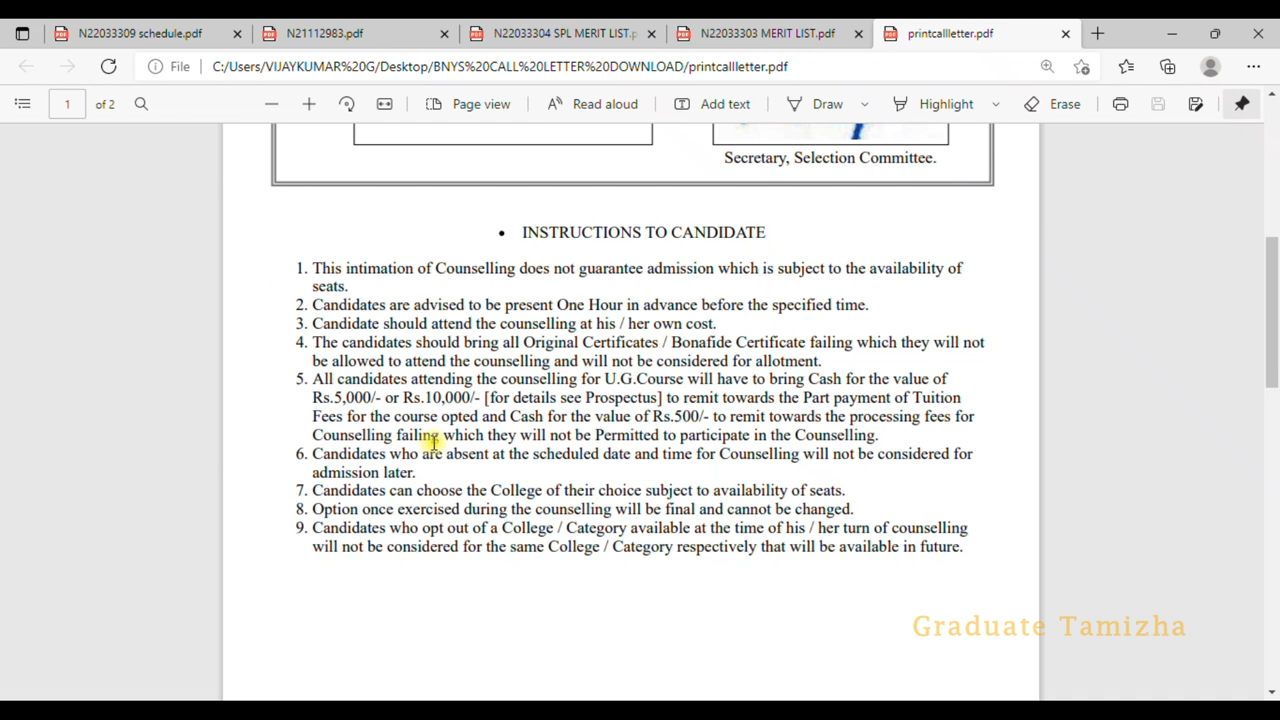 N22033309 schedule.pdf
N21112983.pdf
N22033304 SPL MERIT LIST.p
N22033303 MERIT LIST.pdf
printcallletter.pdf
File
C:/Users/VIJAYKUMAR%20G/Desktop/BNYS%20CALL%20LETTER%20DOWNLOAD/printcallletter.pdf
1 of 2
Page view
Read aloud
Add text
Draw
Highlight
Erase
Secretary, Selection Committee.
• INSTRUCTIONS TO CANDIDATE
1. This intimation of Counselling does not guarantee admission which is subject to the availability of
seats.
2. Candidates are advised to be present One Hour in advance before the specified time.
3. Candidate should attend the counselling at his / her own cost.
4. The candidates should bring all Original Certificates / Bonafide Certificate failing which they will not
be allowed to attend the counselling and will not be considered for allotment.
5. All candidates attending the counselling for U.G.Course will have to bring Cash for the value of
Rs.5,000/- or Rs.10,000/- [for details see Prospectus] to remit towards the Part payment of Tuition
Fees for the course opted and Cash for the value of Rs.500/- to remit towards the processing fees for
Counselling failing which they will not be Permitted to participate in the Counselling.
6. Candidates who are absent at the scheduled date and time for Counselling will not be considered for
admission later.
7. Candidates can choose the College of their choice subject to availability of seats.
8. Option once exercised during the counselling will be final and cannot be changed.
9. Candidates who opt out of a College / Category available at the time of his / her turn of counselling
will not be considered for the same College / Category respectively that will be available in future.
Graduate Tamizha